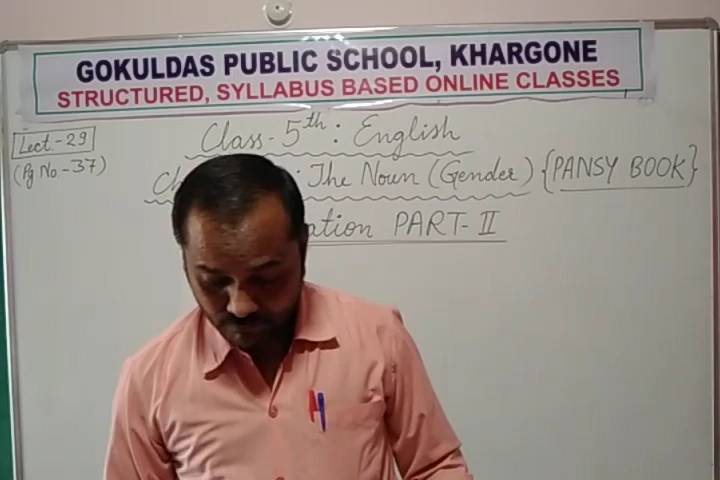 GOKULDAS PUBLIC SCHOOL, KHARGONE
STRUCTURED, SYLLABUS BASED ONLINE CLASSES
Lect.-29
(Pg No-37)
Class-5th: English
: The Noun (Gender) {PANSY BOOK}
PART-II